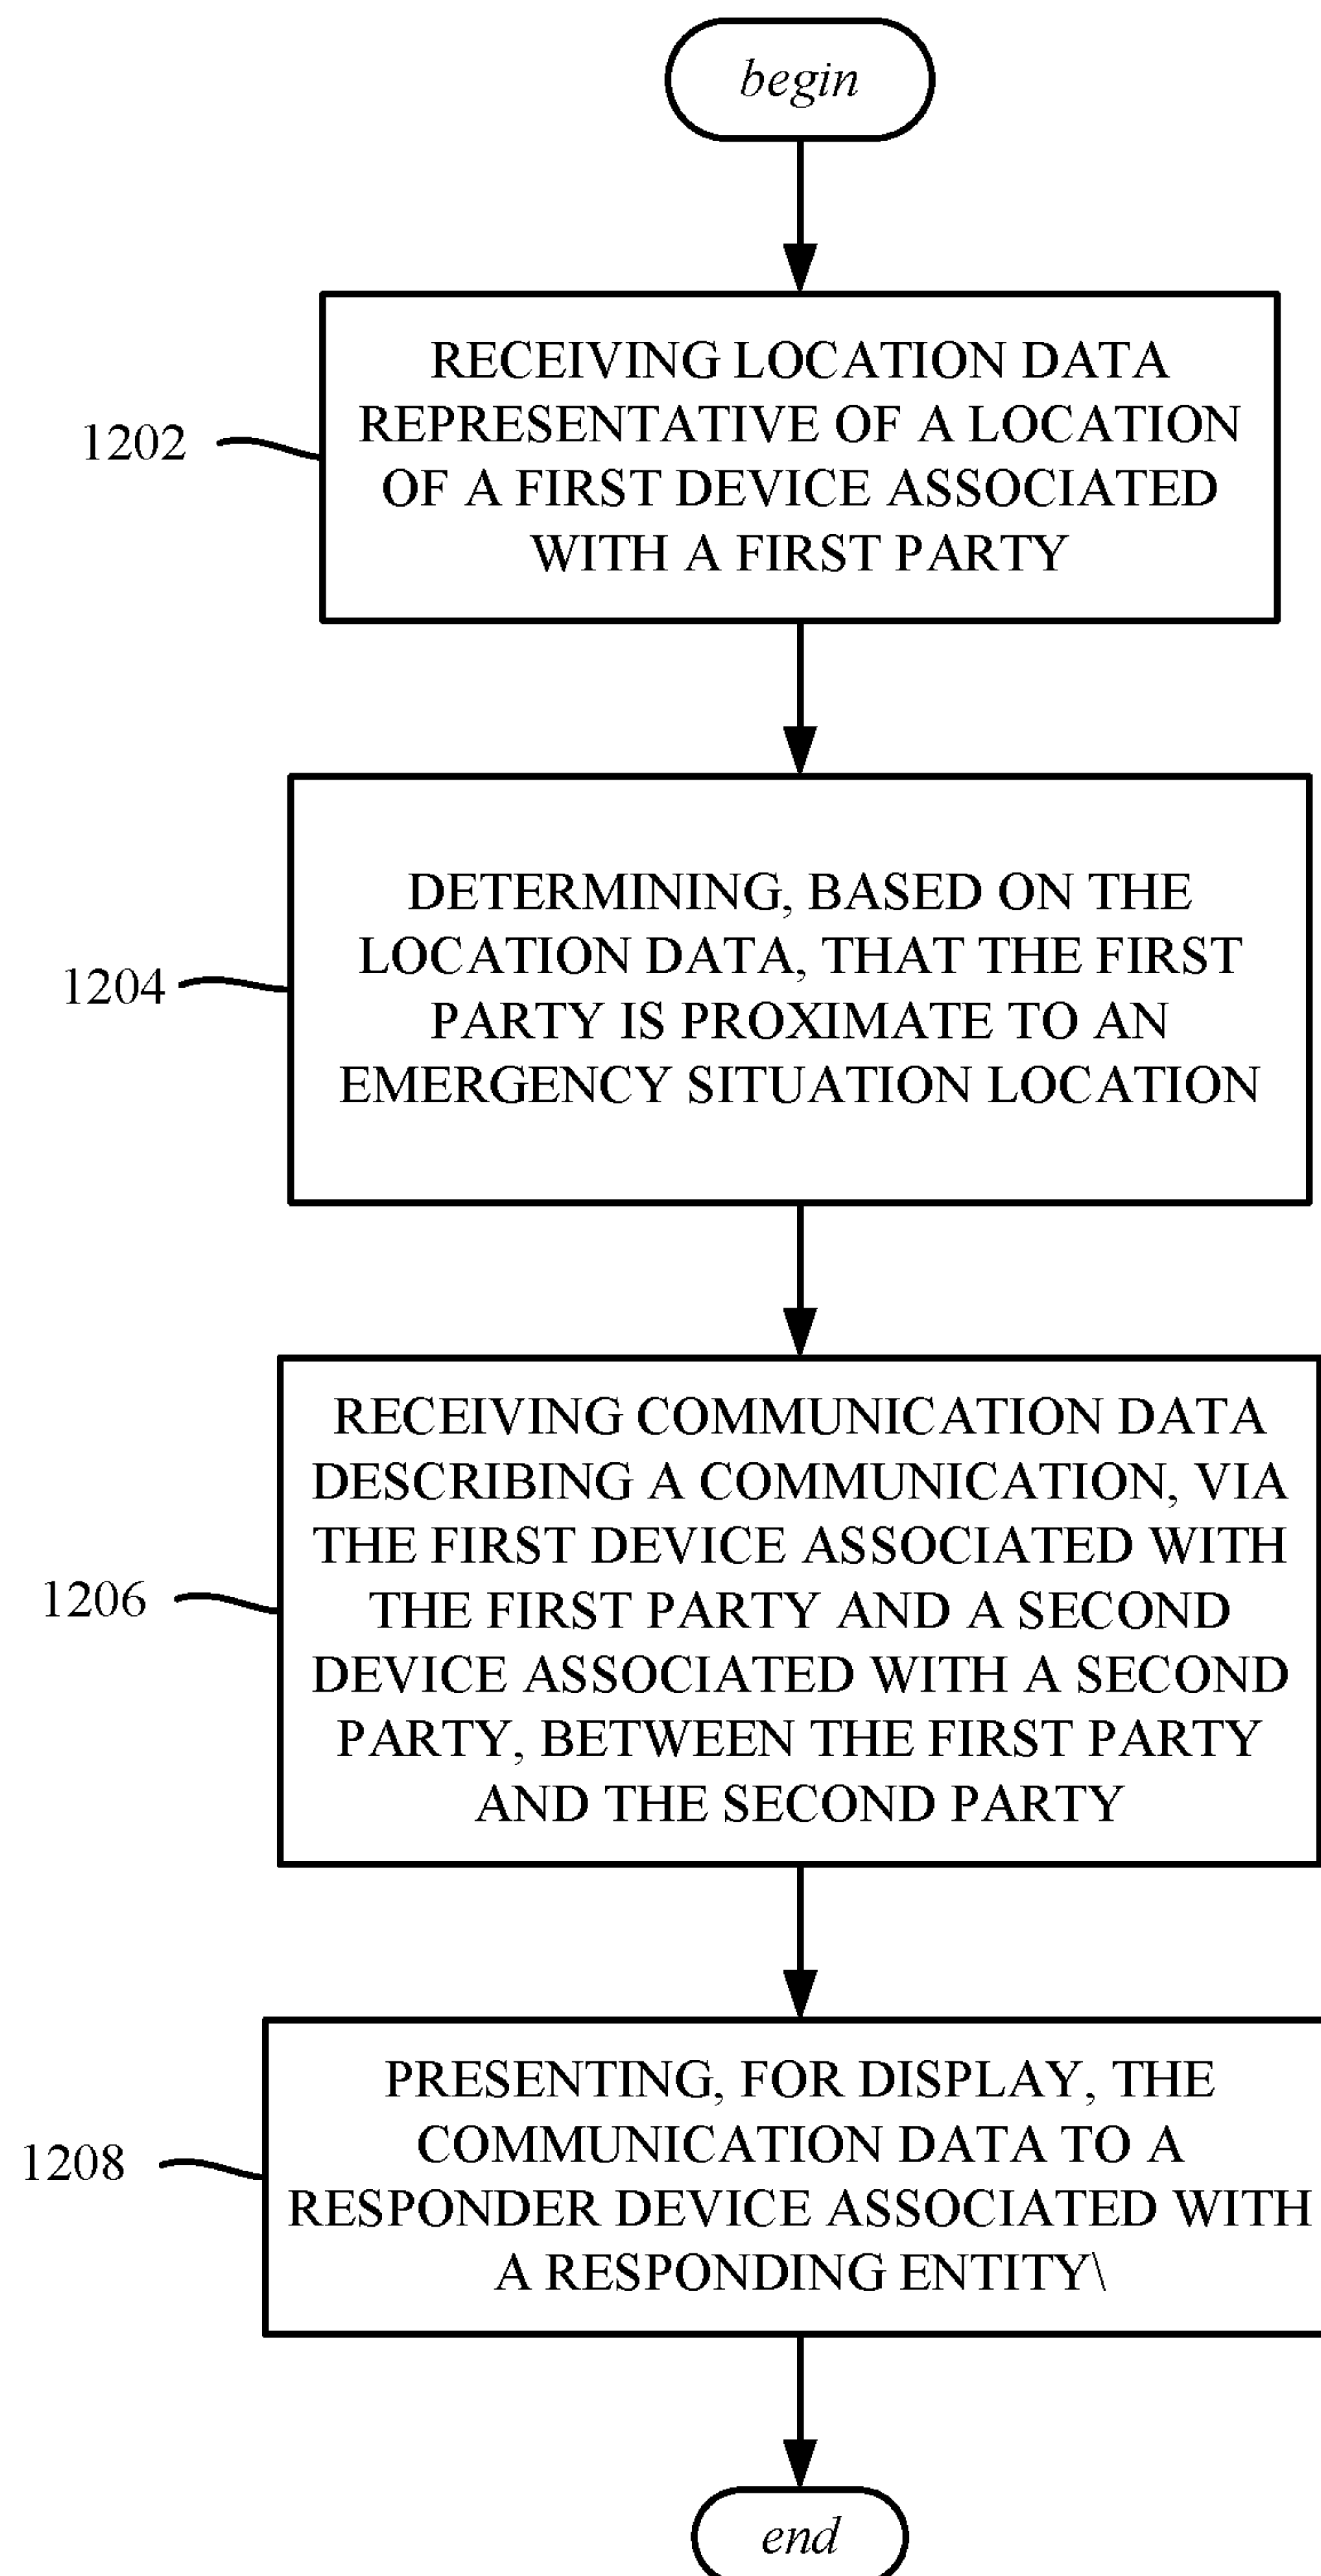 begin
RECEIVING LOCATION DATA
REPRESENTATIVE OF A LOCATION
OF A FIRST DEVICE ASSOCIATED
WITH A FIRST PARTY
1202
DETERMINING, BASED ON THE
LOCATION DATA, THAT THE FIRST
PARTY IS PROXIMATE TO AN
EMERGENCY SITUATION LOCATION
1204
RECEIVING COMMUNICATION DATA
DESCRIBING A COMMUNICATION, VIA
THE FIRST DEVICE ASSOCIATED WITH
THE FIRST PARTY AND A SECOND
DEVICE ASSOCIATED WITH A SECOND
PARTY, BETWEEN THE FIRST PARTY
AND THE SECOND PARTY
1206
PRESENTING, FOR DISPLAY, THE
COMMUNICATION DATA TO A
RESPONDER DEVICE ASSOCIATED WITH
A RESPONDING ENTITY\
1208
end